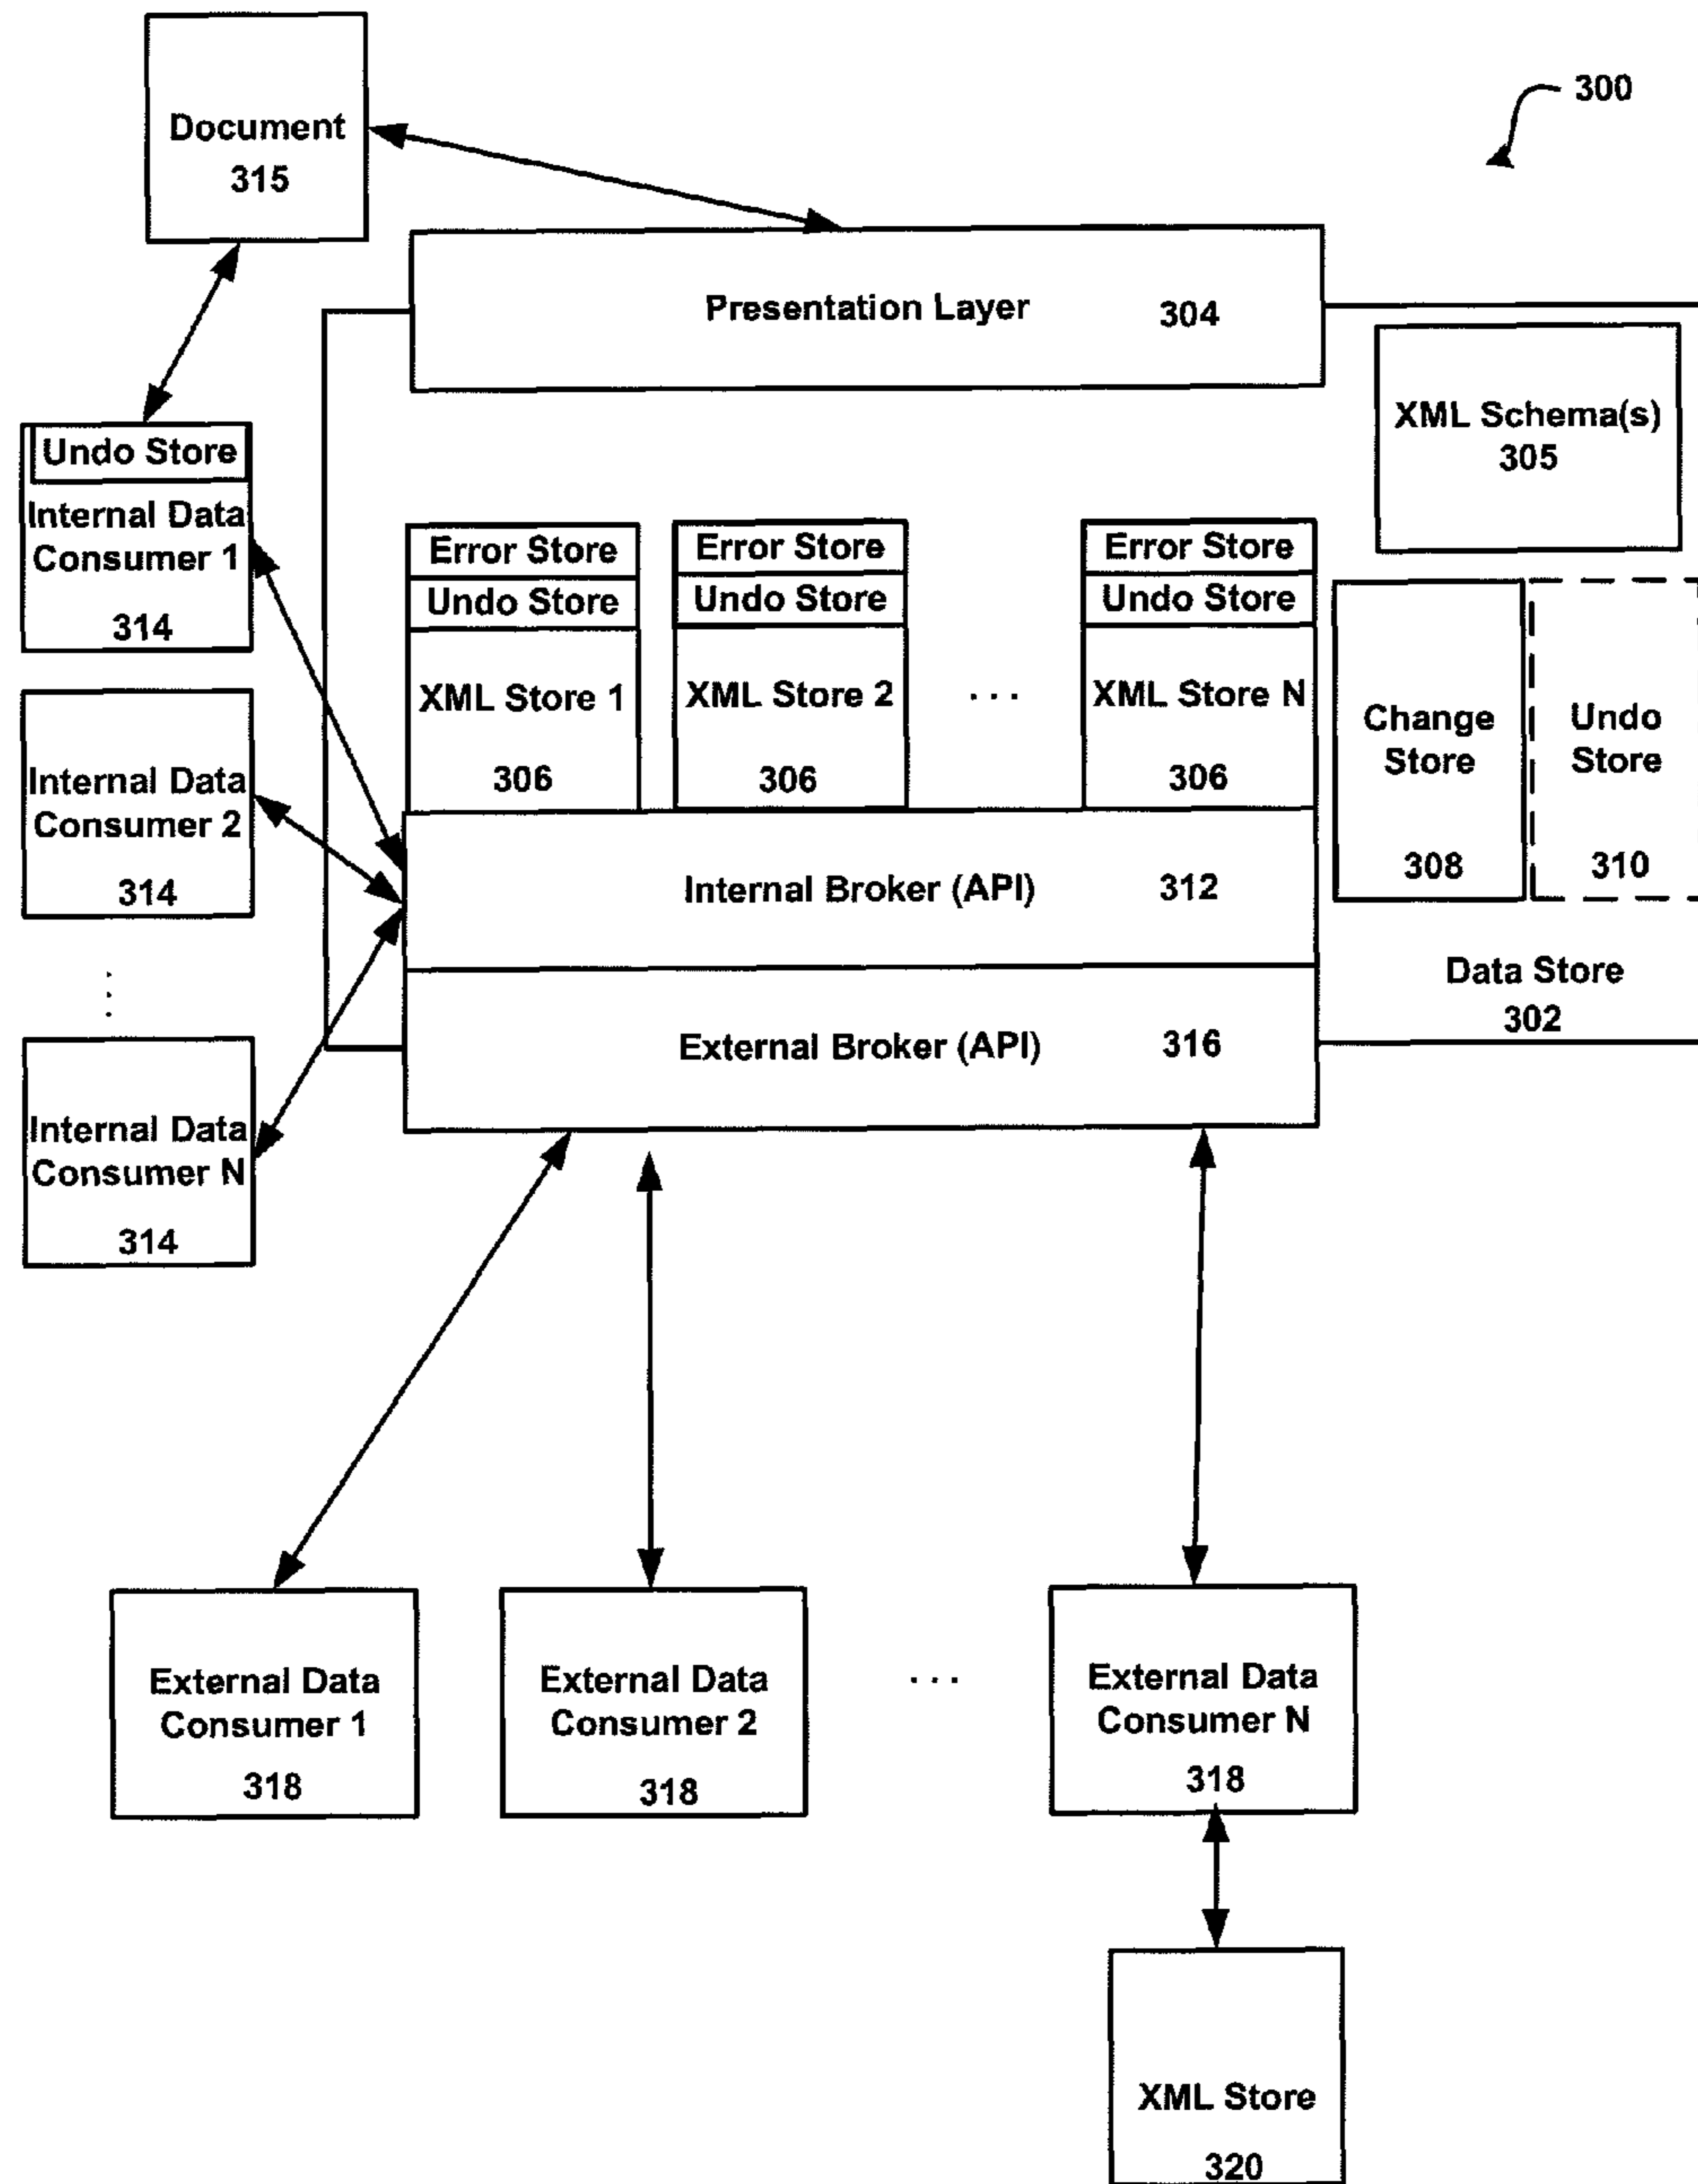 300
Document
315
Presentation Layer 304
XML Schema(s)
305
Undo Store
Internal Data
Consumer 1
314
Error Store
Undo Store
XML Store 1
306
Error Store
Undo Store
XML Store 2
306
...
Error Store
Undo Store
XML Store N
306
Change
Store
308
Undo
Store
310
Internal Data
Consumer 2
314
...
Internal Data
Consumer N
314
Internal Broker (API) 312
External Broker (API) 316
Data Store
302
External Data
Consumer 1
318
External Data
Consumer 2
318
...
External Data
Consumer N
318
XML Store
320